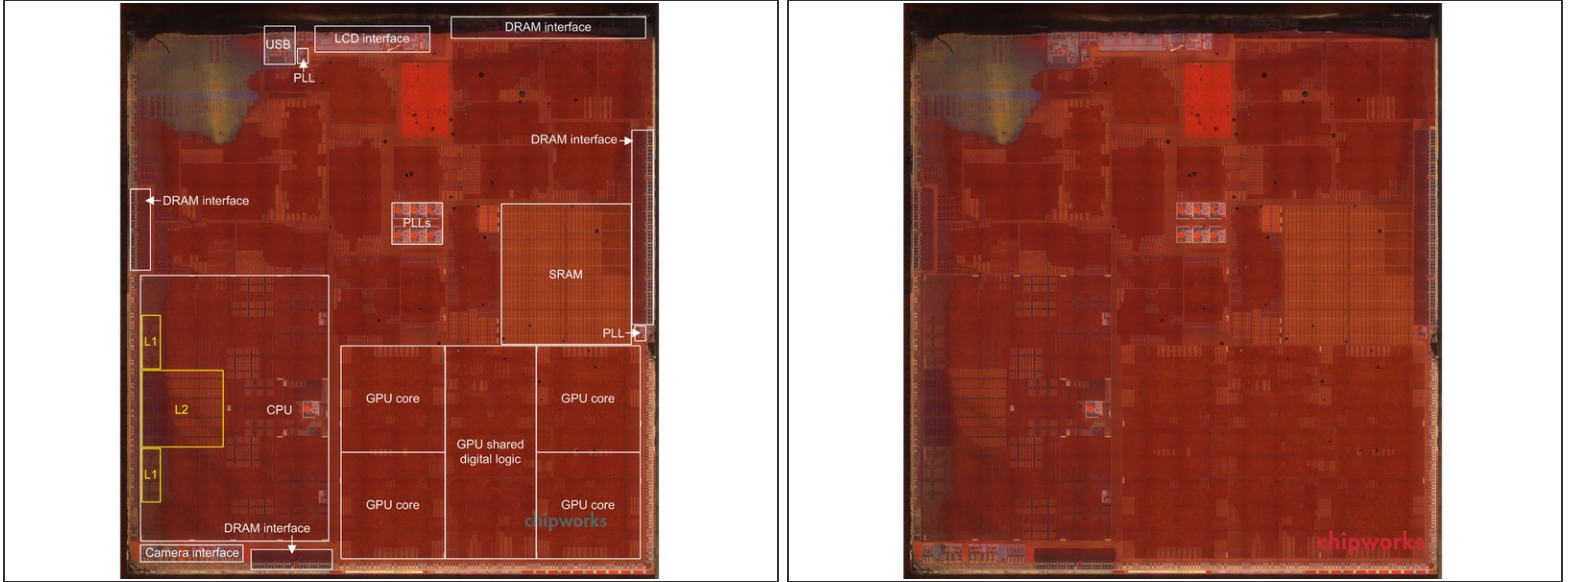 DRAM interface
LCD interface
USB
PLL
DRAM interface
DRAM interface
PLLs
SRAM
PLL
L1
L2
CPU
L1
GPU core
GPU core
GPU shared
digital logic
GPU core
GPU core
chipworks
DRAM interface
Camera interface
chipworks